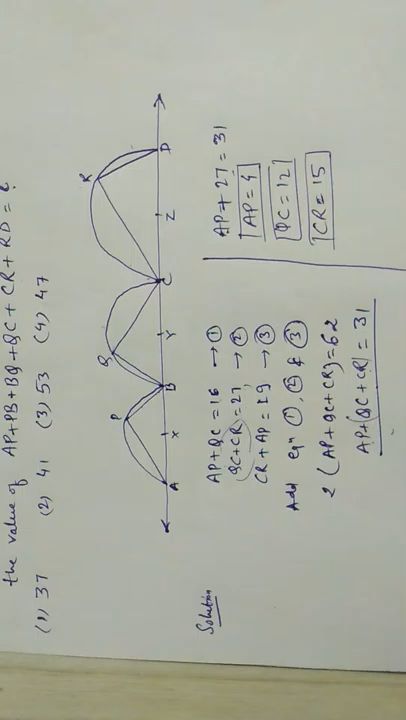 the value of AP+PB+BQ+QC+CR+RD = ?
(1) 37 (2) 41 (3) 53 (4) 47
A x P B Q Y C R Z D
Solution
AP+QC=16 → ①
QC+CR=27 → ②
CR+AP=19 → ③
Add eqn ①, ② & ③
2(AP+QC+CR)=62
AP+(QC+CR)=31
AP+27=31
AP=4
QC=12
CR=15